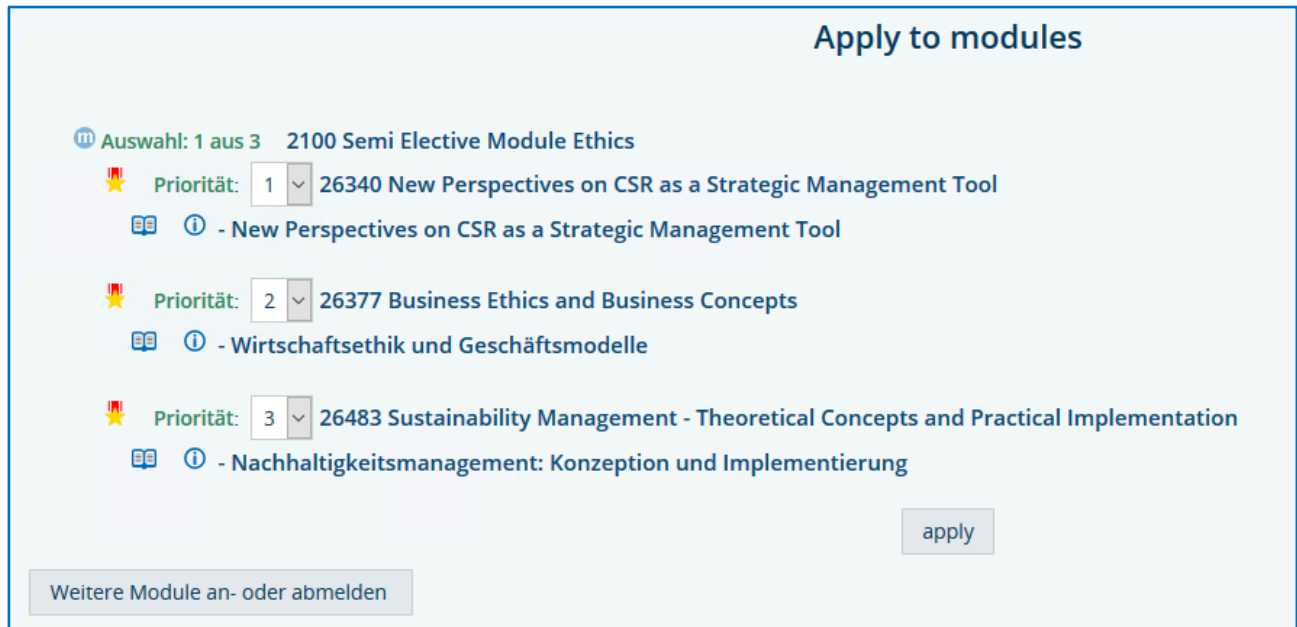 Apply to modules
Auswahl: 1 aus 3 2100 Semi Elective Module Ethics
Priorität: 1 26340 New Perspectives on CSR as a Strategic Management Tool
- New Perspectives on CSR as a Strategic Management Tool
Priorität: 2 26377 Business Ethics and Business Concepts
- Wirtschaftsethik und Geschäftsmodelle
Priorität: 3 26483 Sustainability Management - Theoretical Concepts and Practical Implementation
- Nachhaltigkeitsmanagement: Konzeption und Implementierung
apply
Weitere Module an- oder abmelden